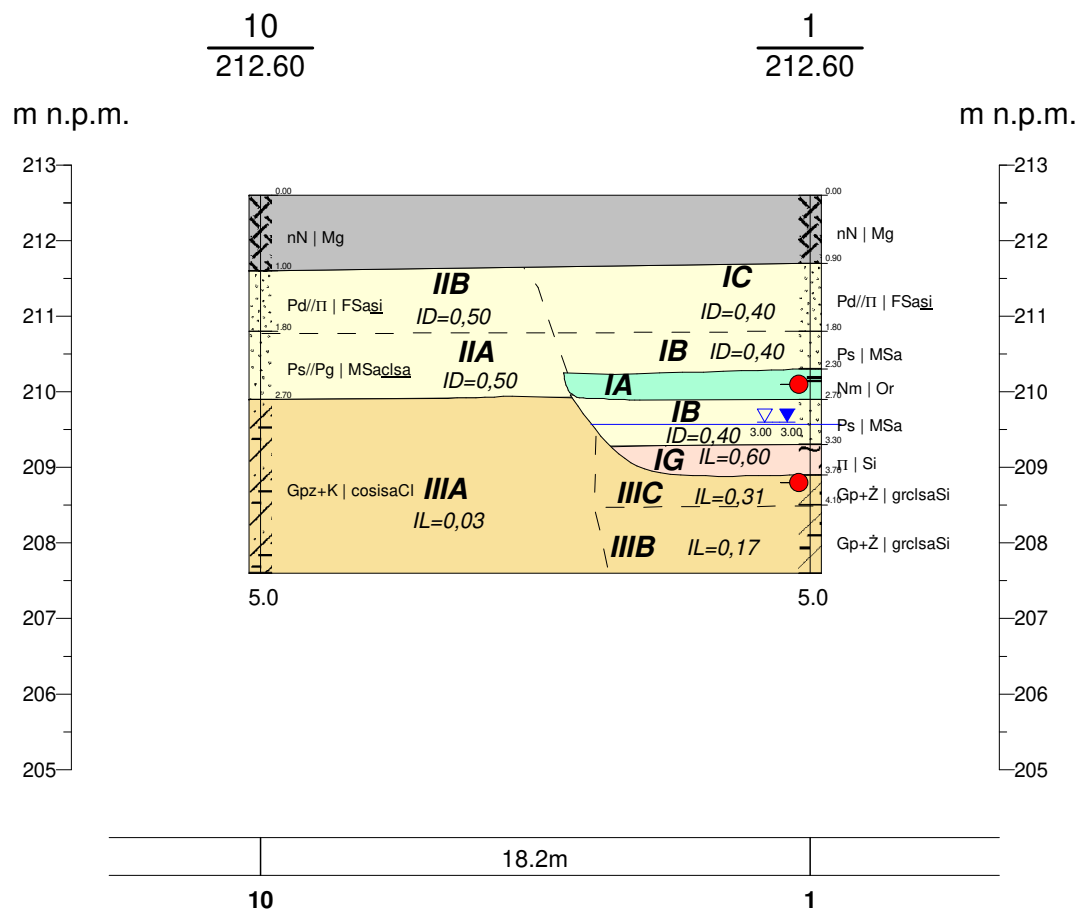 10 1
212.60 212.60
m n.p.m. m n.p.m.
213 213
0.00 0.00
212 nN | Mg nN | Mg 212
1.00 0.90
IIB IC
211 Pd//Π | FSasi ID=0,50 ID=0,40 Pd//Π | FSasi 211
1.80 1.80
IIA IB ID=0,40 Ps | MSa
Ps//Pg | MSaclsa ID=0,50 2.30
210 IA Nm | Or 210
2.70 2.70
IB Ps | MSa
ID=0,40 3.00 3.00 3.30
209 IG IL=0,60 Π | Si 209
3.70
Gpz+K | cosisaCl IIIA IIIC IL=0,31 Gp+Ż | grclsaSi
4.10
IL=0,03
208 IIIB IL=0,17 Gp+Ż | grclsaSi 208
5.0 5.0
207 207
206 206
205 205
18.2m
10 1